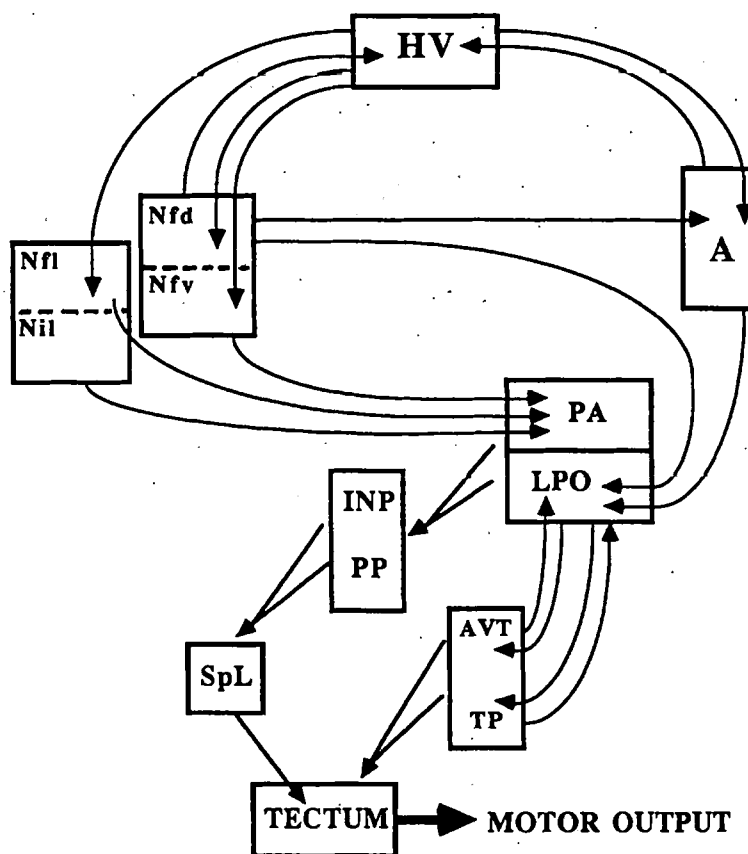 HV
Nfd
Nfv
Nfl
Nil
A
PA
LPO
INP
PP
AVT
TP
SpL
TECTUM
MOTOR OUTPUT